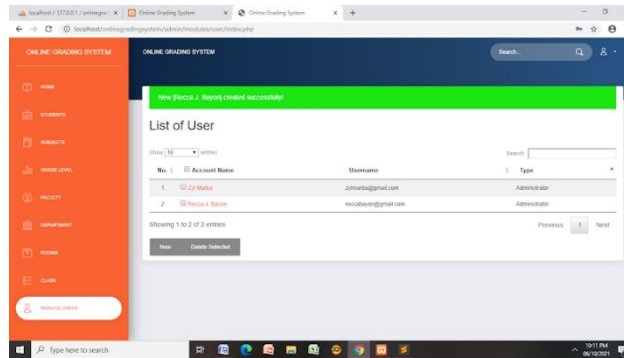 localhost / 127.0.0.1 / onlinegra
Online Grading System
Online Grading System
localhost/onlinegradingsystem/admin/modules/user/index.php
ONLINE GRADING SYSTEM
ONLINE GRADING SYSTEM
Search...
HOME
STUDENTS
SUBJECTS
GRADE LEVEL
FACULTY
DEPARTMENT
ROOMS
CLASS
MANAGE USERS
New [Recca J. Bayon] created successfully!
List of User
Show 10 entries
Search:
No. Account Name Username Type
1 Zyl Marba zylmarba@gmail.com Administrator
2 Recca J. Bayon reccabayan@gmail.com Administrator
Showing 1 to 2 of 2 entries
Previous 1 Next
New Delete Selected
Type here to search
10:11 PM
06/10/2021